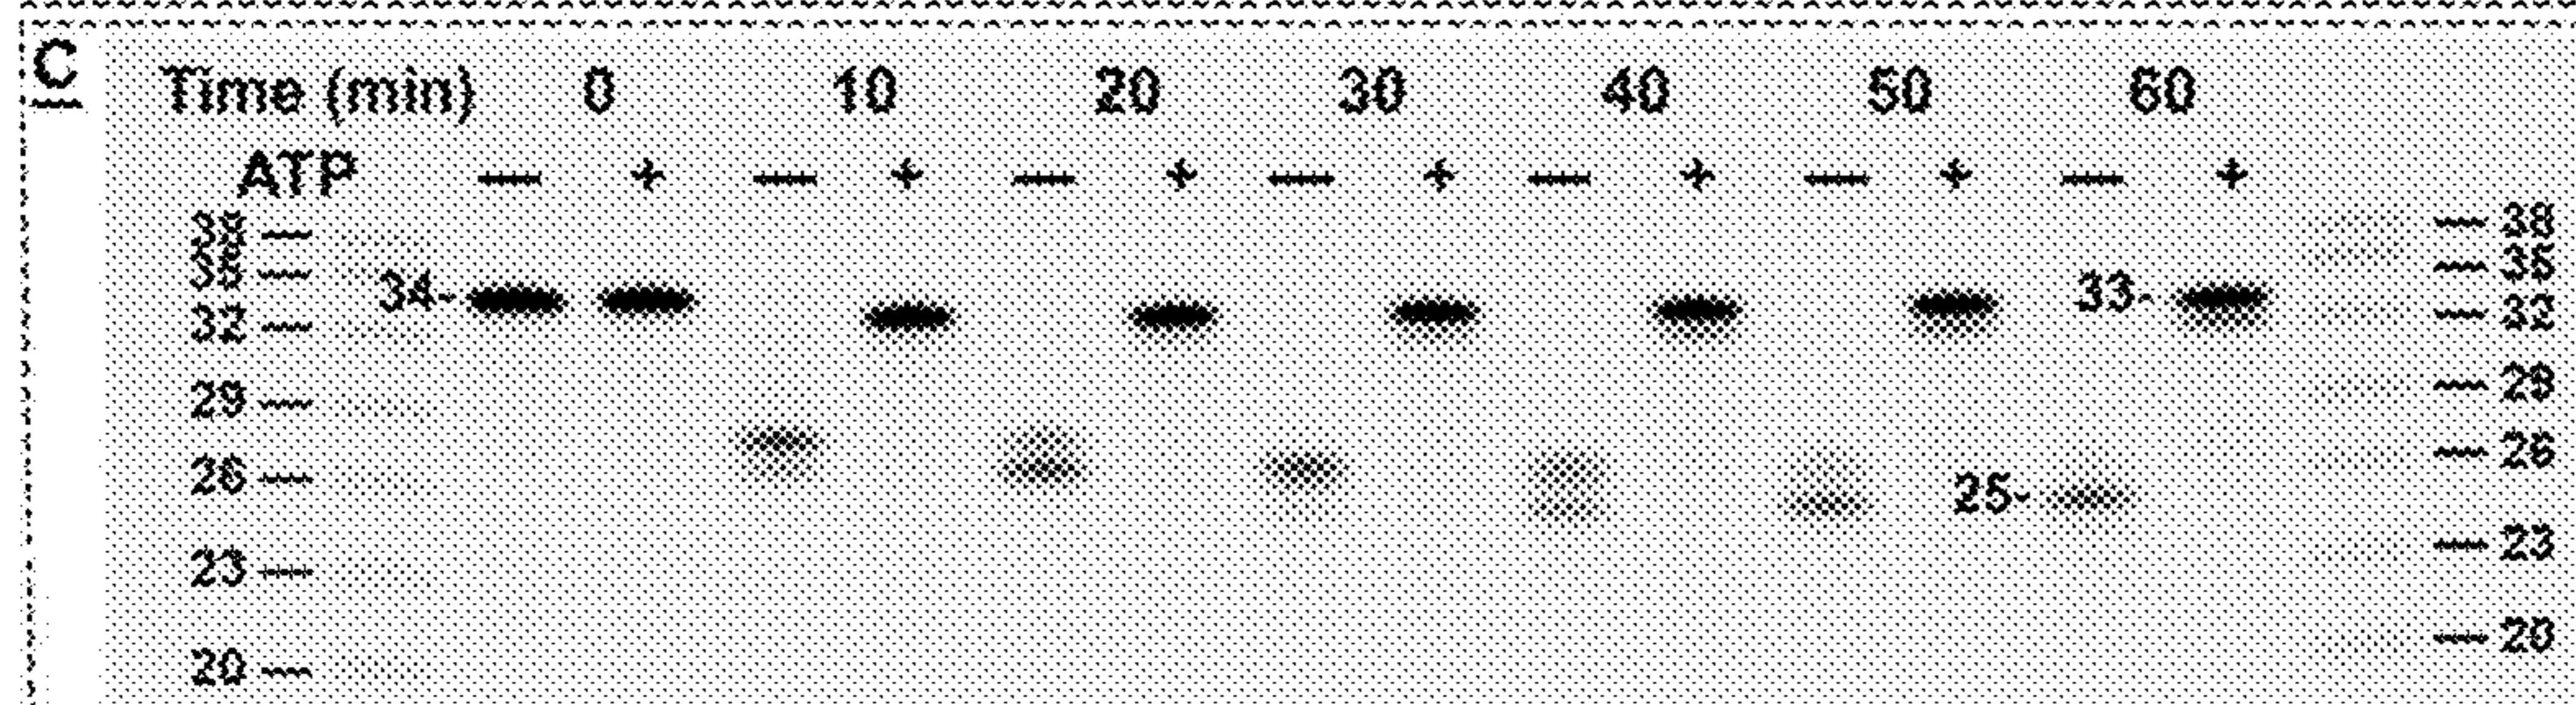 C
Time (min) 0 10 20 30 40 50 60
ATP — + — + — + — + — + — + — +
38 — — 38
35 — — 35
34- 33-
32 — — 32
29 — — 29
26 — — 26
25-
23 — — 23
20 — — 20